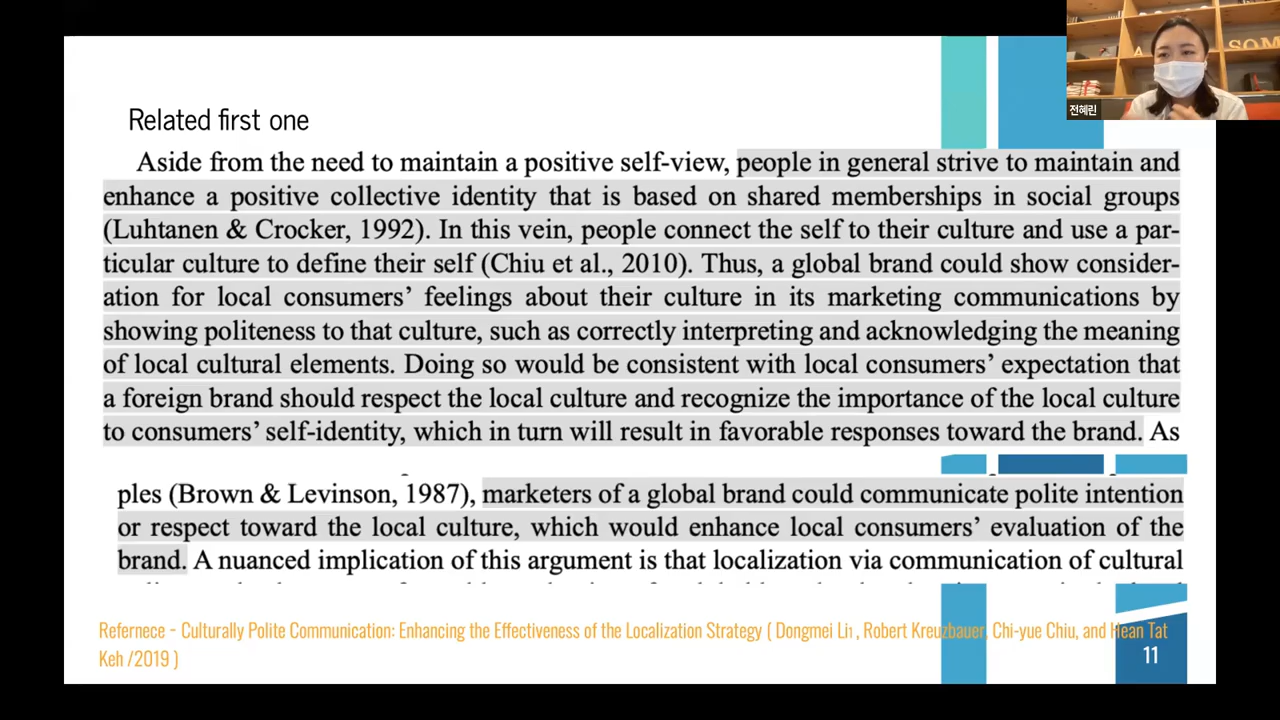 SOM
A
전혜린
Related first one
Aside from the need to maintain a positive self-view, people in general strive to maintain and
enhance a positive collective identity that is based on shared memberships in social groups
(Luhtanen & Crocker, 1992). In this vein, people connect the self to their culture and use a par-
ticular culture to define their self (Chiu et al., 2010). Thus, a global brand could show consider-
ation for local consumers’ feelings about their culture in its marketing communications by
showing politeness to that culture, such as correctly interpreting and acknowledging the meaning
of local cultural elements. Doing so would be consistent with local consumers’ expectation that
a foreign brand should respect the local culture and recognize the importance of the local culture
to consumers’ self-identity, which in turn will result in favorable responses toward the brand. As
ples (Brown & Levinson, 1987), marketers of a global brand could communicate polite intention
or respect toward the local culture, which would enhance local consumers’ evaluation of the
brand. A nuanced implication of this argument is that localization via communication of cultural
Refernece - Culturally Polite Communication: Enhancing the Effectiveness of the Localization Strategy ( Dongmei Li1 , Robert Kreuzbauer, Chi-yue Chiu, and Hean Tat
Keh /2019 )
11